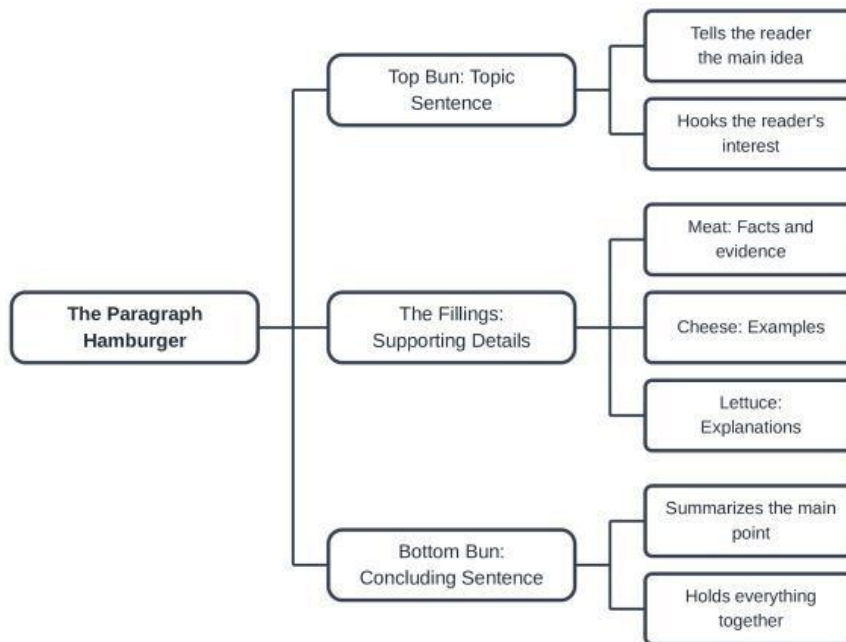 The Paragraph
Hamburger
Top Bun: Topic
Sentence
Tells the reader
the main idea
Hooks the reader's
interest
The Fillings:
Supporting Details
Meat: Facts and
evidence
Cheese: Examples
Lettuce:
Explanations
Bottom Bun:
Concluding Sentence
Summarizes the main
point
Holds everything
together